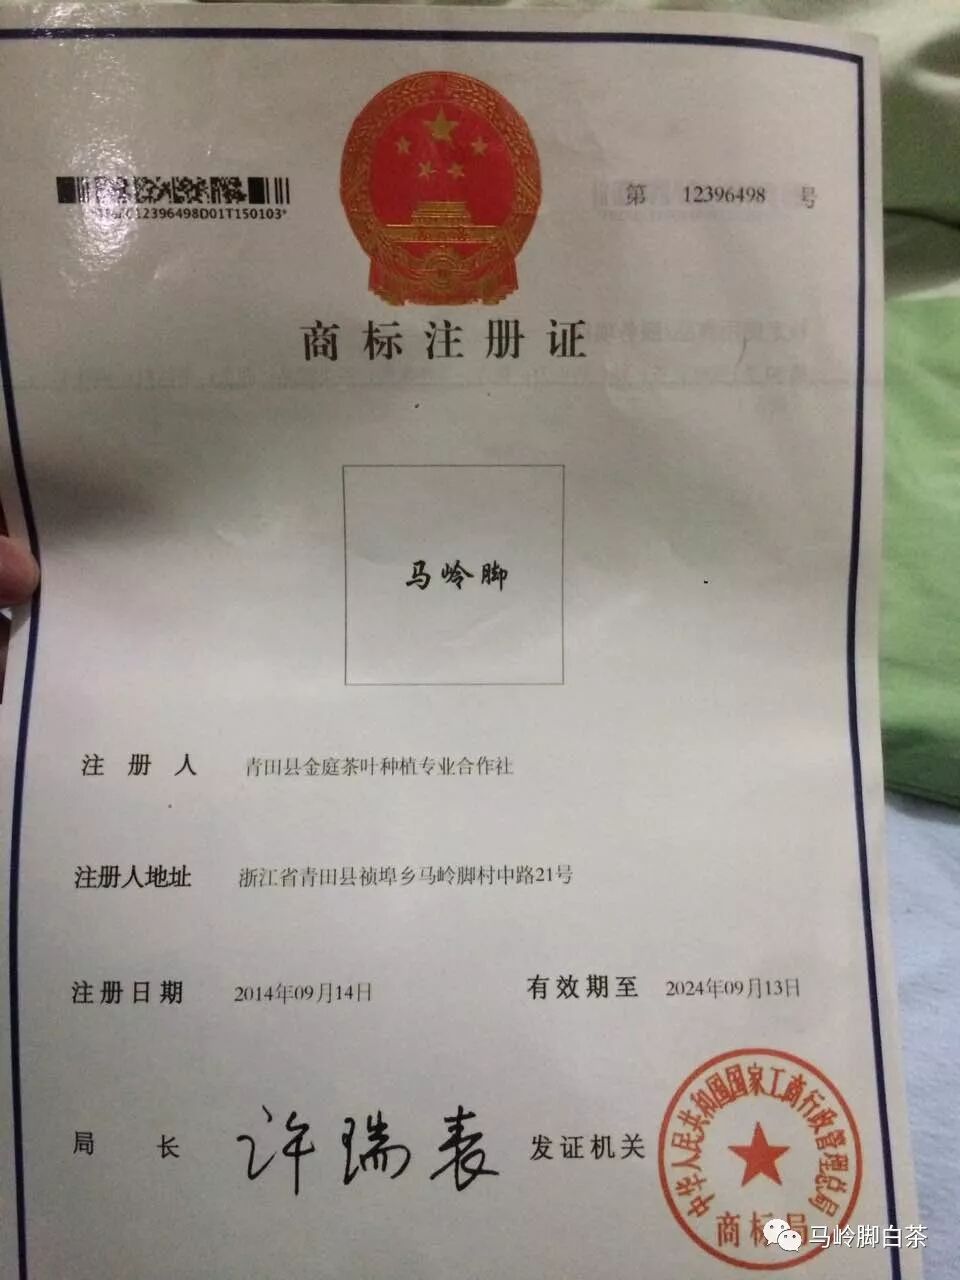 第 12396498 号
商标注册证
马岭脚
注册人 青田县金庭茶叶种植专业合作社
注册人地址 浙江省青田县祯埠乡马岭脚村中路21号
注册日期 2014年09月14日 有效期至 2024年09月13日
局长 许瑞表 发证机关
中华人民共和国国家工商行政管理总局
商标局
马岭脚白茶